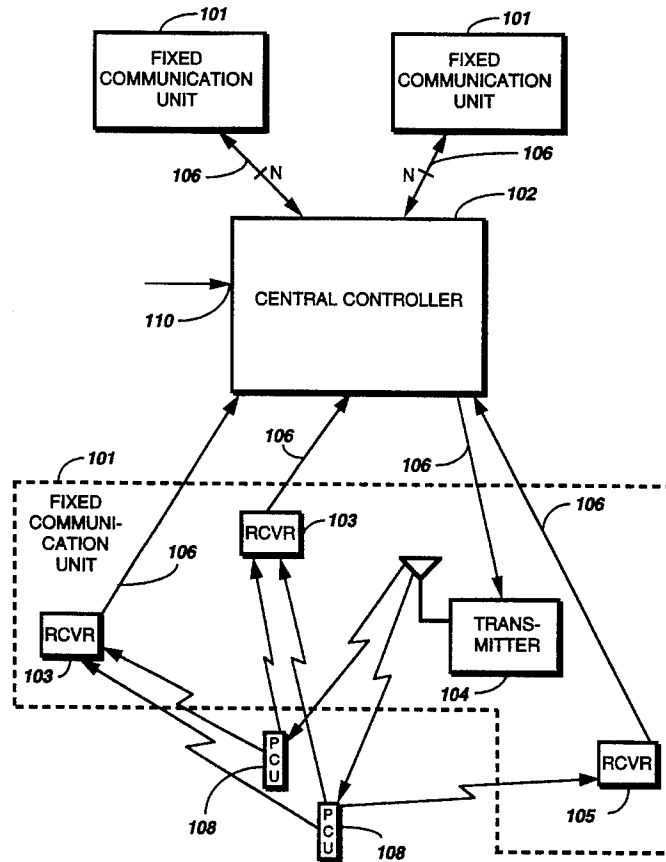 101
101
FIXED
COMMUNICATION
UNIT
FIXED
COMMUNICATION
UNIT
106
N
N
106
102
110
CENTRAL CONTROLLER
101
106
106
106
FIXED
COMMUNI-
CATION
UNIT
RCVR
103
106
RCVR
103
TRANS-
MITTER
104
PCU
108
PCU
108
RCVR
105